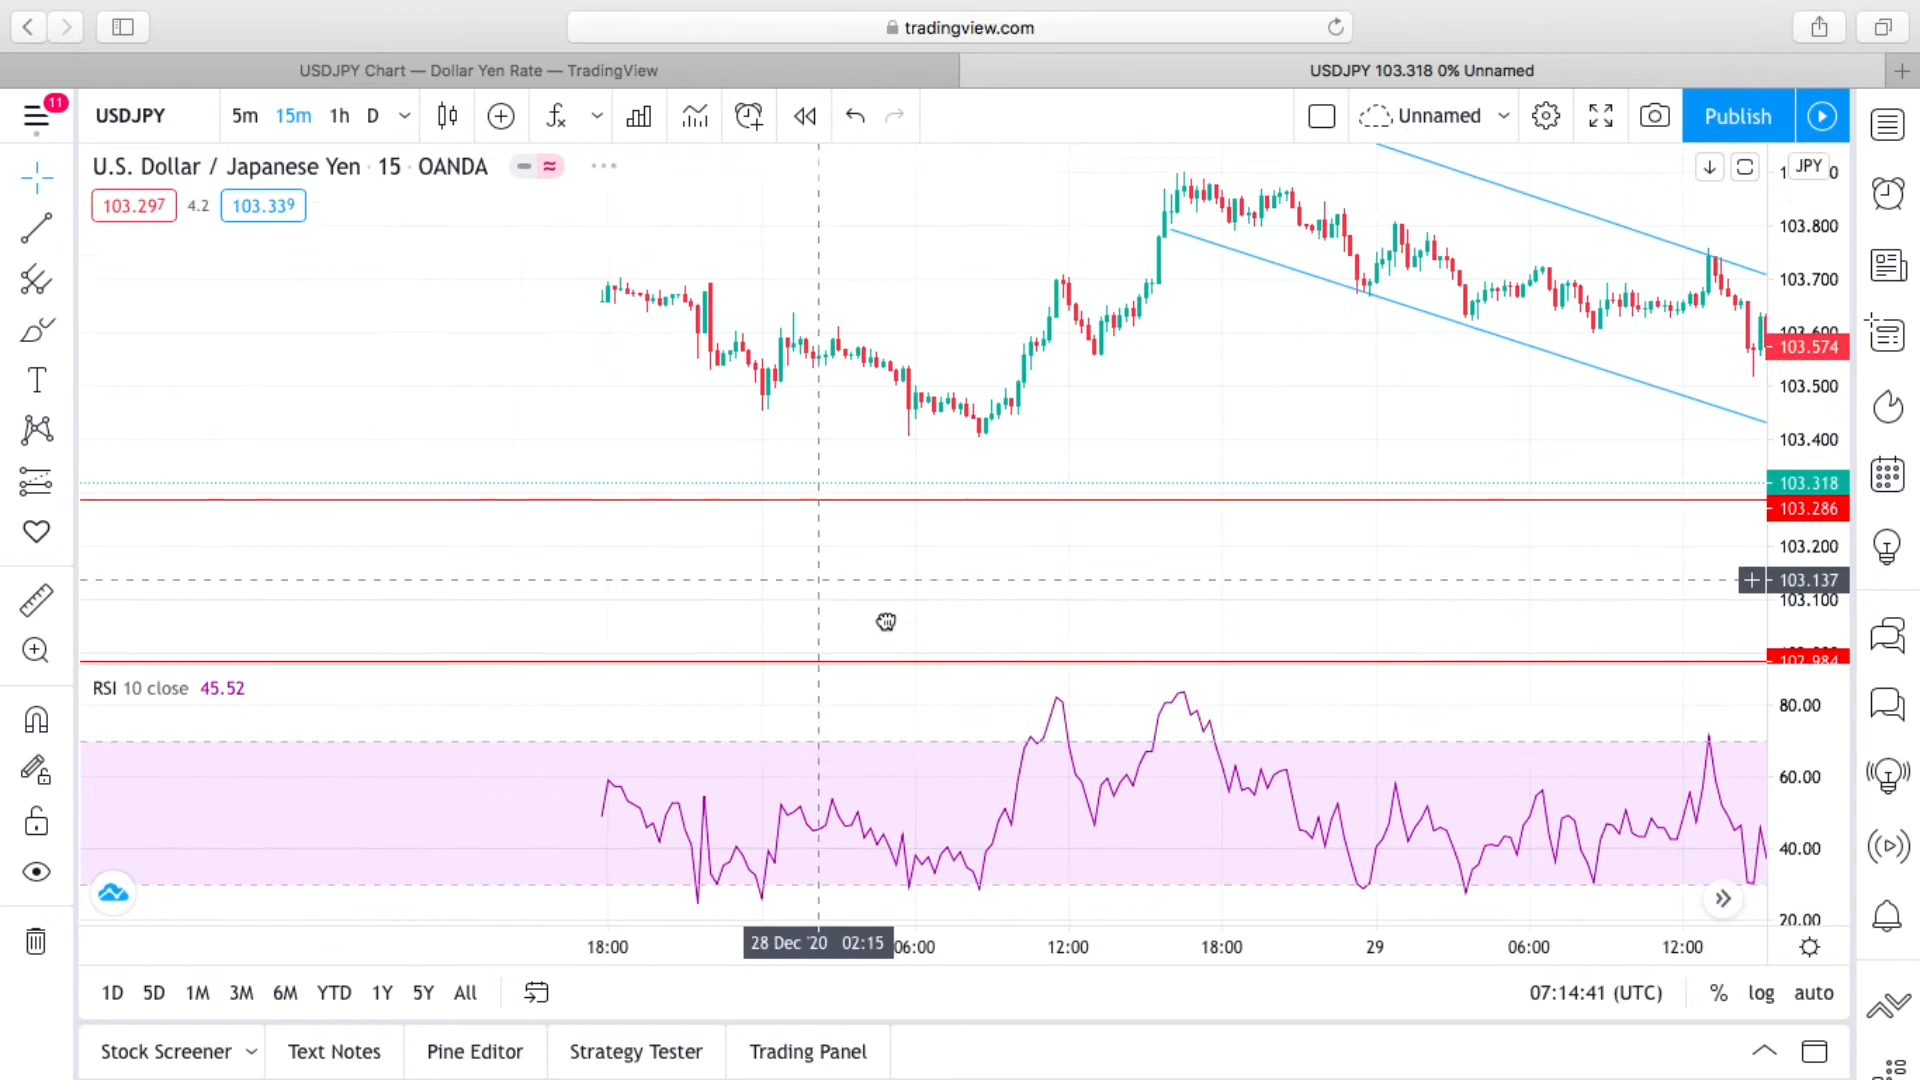 tradingview.com
USDJPY Chart — Dollar Yen Rate — TradingView
USDJPY 103.318 0% Unnamed
11
USDJPY 5m 15m 1h D Unnamed Publish
U.S. Dollar / Japanese Yen · 15 · OANDA
JPY
103.297 4.2 103.339
103.800
103.700
103.600
103.574
103.500
103.400
103.318
103.286
103.200
103.137
103.100
102.984
RSI 10 close 45.52
80.00
60.00
40.00
20.00
18:00 28 Dec '20 02:15 06:00 12:00 18:00 29 06:00 12:00
1D 5D 1M 3M 6M YTD 1Y 5Y All 07:14:41 (UTC) % log auto
Stock Screener Text Notes Pine Editor Strategy Tester Trading Panel